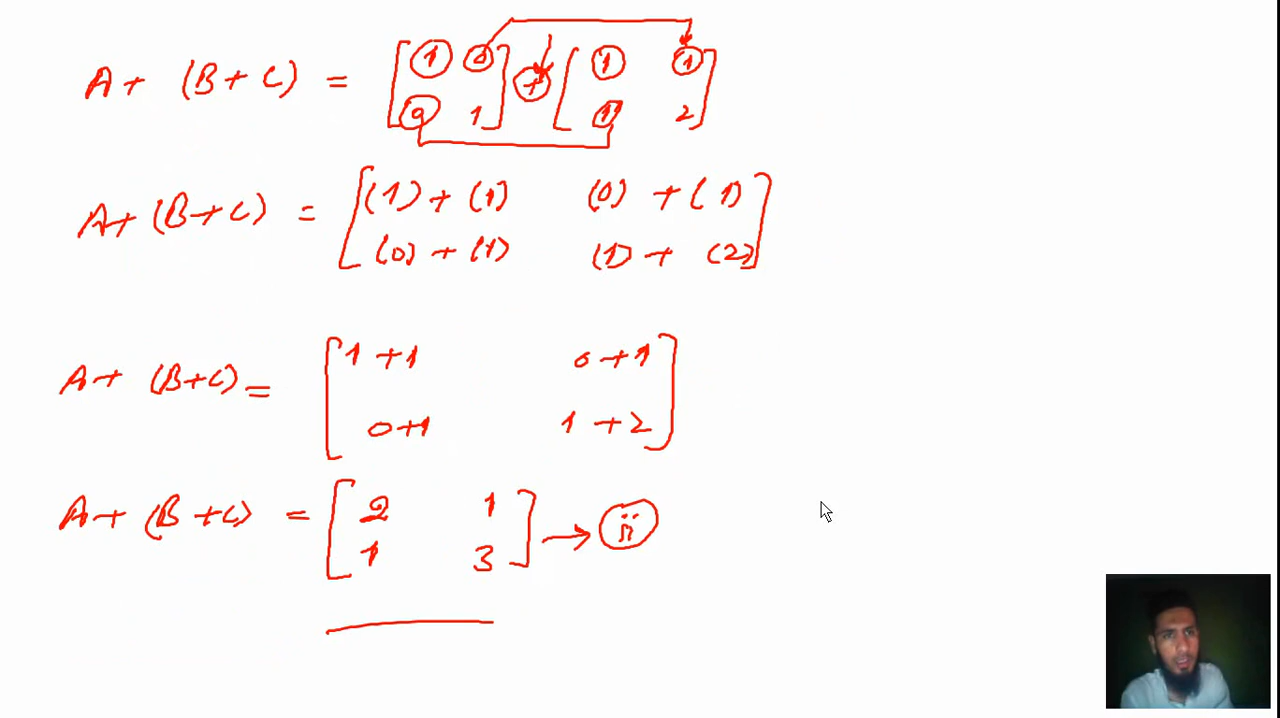 A + (B + C) = [1 0
0 1] + [1 1
1 2]
A + (B + C) = [(1) + (1) (0) + (1)
(0) + (1) (1) + (2)]
A + (B + C) = [1 + 1 0 + 1
0 + 1 1 + 2]
A + (B + C) = [2 1
1 3] → ii